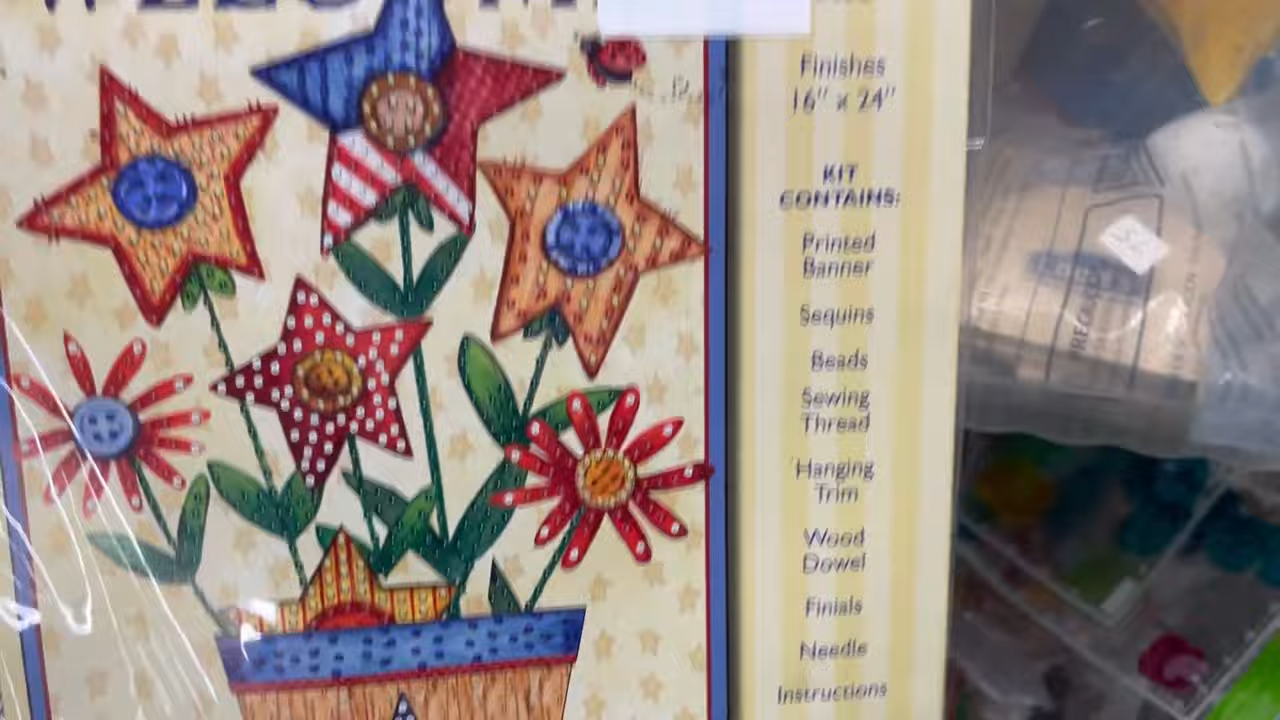 Finishes
16" x 24"
KIT
CONTAINS:
Printed
Banner
Sequins
Beads
Sewing
Thread
Hanging
Trim
Wood
Dowel
Finials
Needle
Instructions